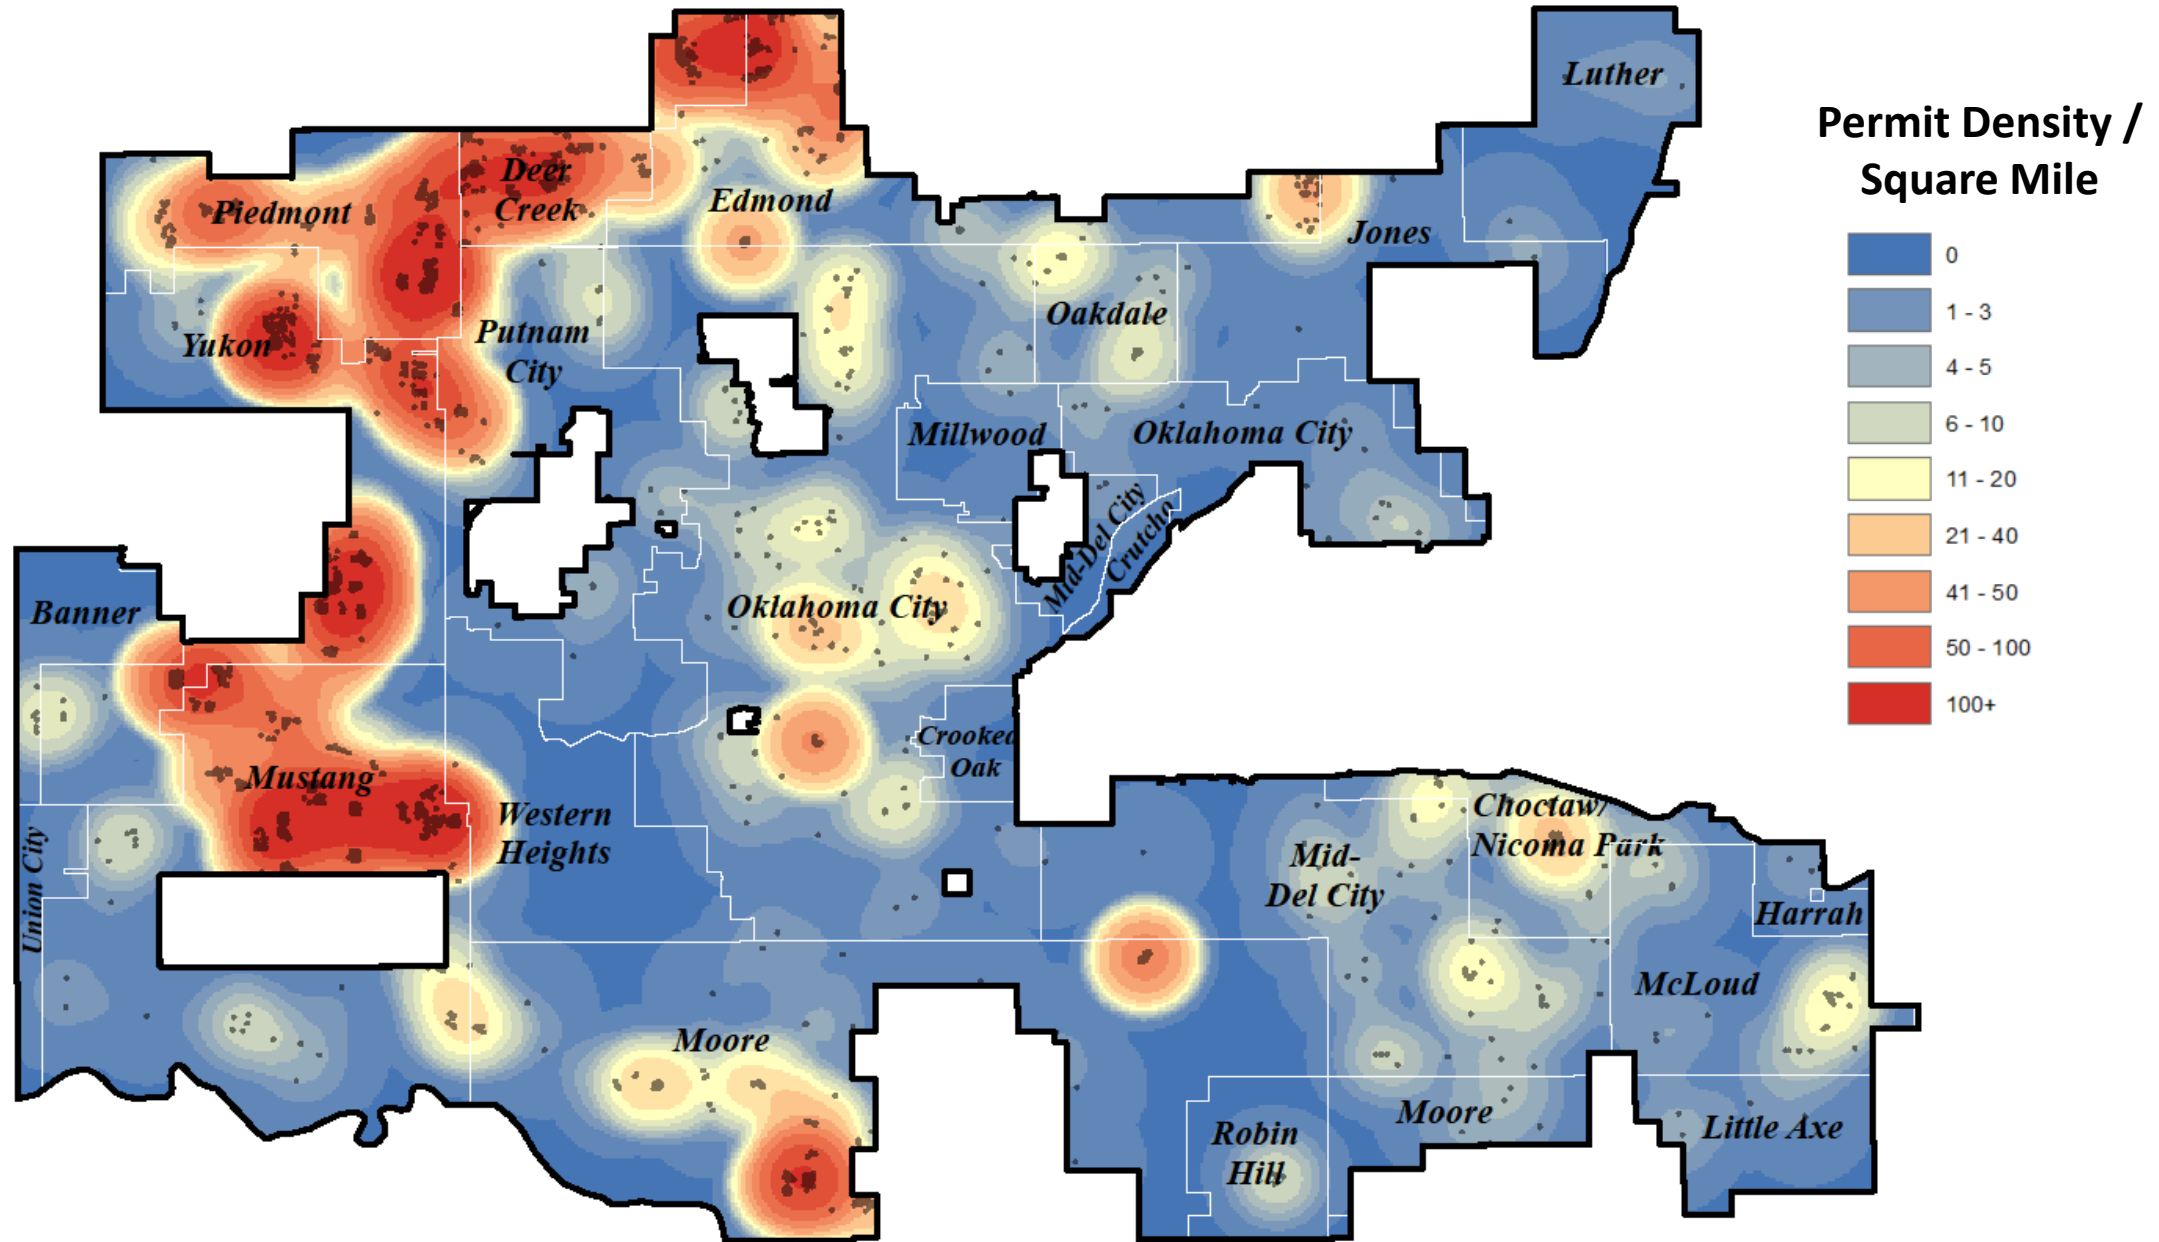 Luther
Permit Density /
Square Mile
Deer
Creek
Piedmont
Edmond
Jones
0
1 - 3
4 - 5
6 - 10
11 - 20
21 - 40
41 - 50
50 - 100
100+
Yukon
Putnam
City
Oakdale
Millwood
Oklahoma City
Mid-Del City
Crutcho
Banner
Oklahoma City
Crooked
Oak
Mustang
Western
Heights
Union City
Choctaw/
Nicoma Park
Mid-
Del City
Harrah
McLoud
Moore
Moore
Little Axe
Robin
Hill